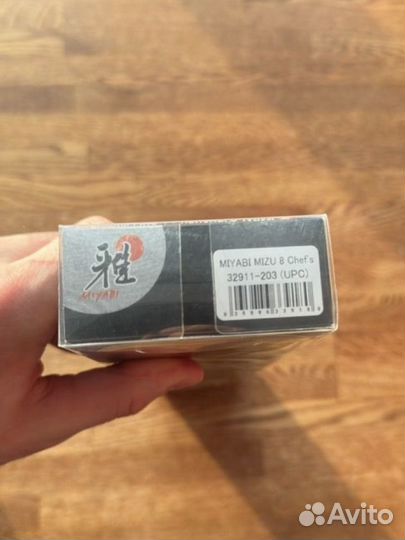 雅
MIYABI
MIYABI MIZU 8 Chef's
32911-203 (UPC)
Avito